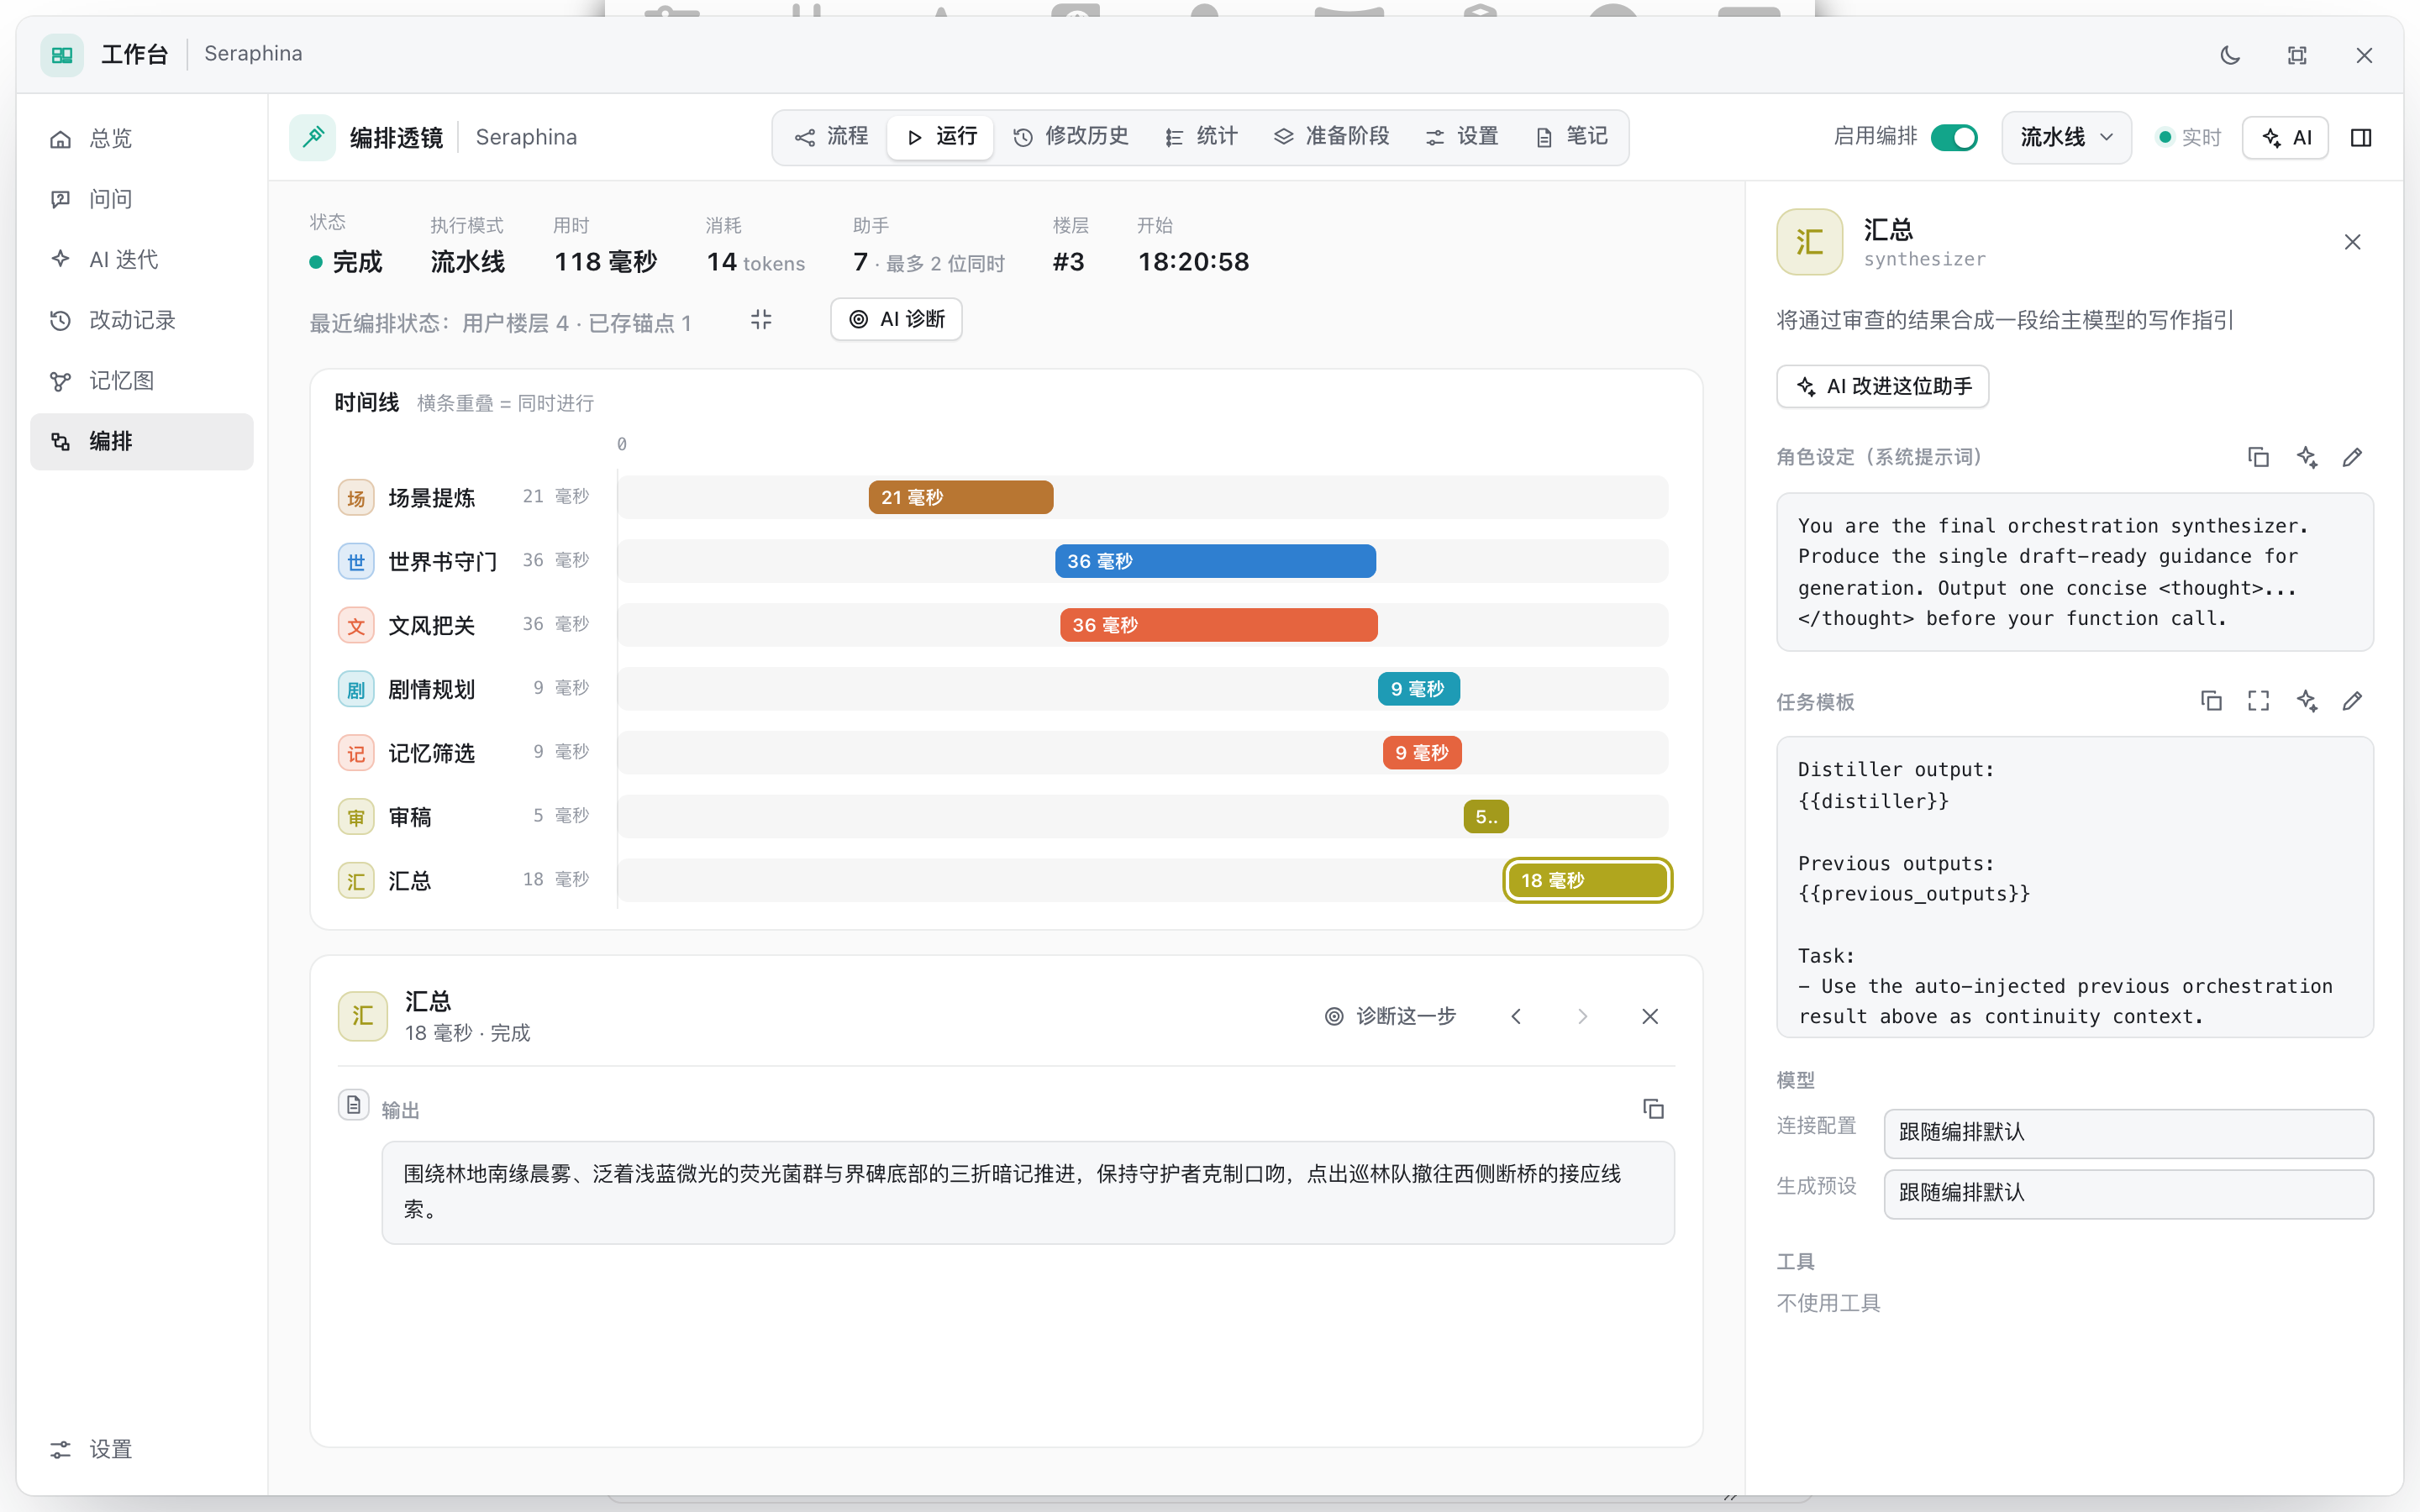 工作台 Seraphina
总览
问问
AI 迭代
改动记录
记忆图
编排
设置
编排透镜 Seraphina
流程 运行 修改历史 统计 准备阶段 设置 笔记
启用编排 流水线 实时 AI
状态 执行模式 用时 消耗 助手 楼层 开始
完成 流水线 118 毫秒 14 tokens 7 · 最多 2 位同时 #3 18:20:58
最近编排状态：用户楼层 4 · 已存锚点 1 AI 诊断
时间线 横条重叠 = 同时进行
0
场 场景提炼 21 毫秒 21 毫秒
世 世界书守门 36 毫秒 36 毫秒
文 文风把关 36 毫秒 36 毫秒
剧 剧情规划 9 毫秒 9 毫秒
记 记忆筛选 9 毫秒 9 毫秒
审 审稿 5 毫秒 5..
汇 汇总 18 毫秒 18 毫秒
汇 汇总
18 毫秒 · 完成
诊断这一步
输出
围绕林地南缘晨雾、泛着浅蓝微光的荧光菌群与界碑底部的三折暗记推进，保持守护者克制口吻，点出巡林队撤往西侧断桥的接应线
索。
汇 汇总
synthesizer
将通过审查的结果合成一段给主模型的写作指引
AI 改进这位助手
角色设定（系统提示词）
You are the final orchestration synthesizer.
Produce the single draft-ready guidance for
generation. Output one concise <thought>...
</thought> before your function call.
任务模板
Distiller output:
{{distiller}}
Previous outputs:
{{previous_outputs}}
Task:
- Use the auto-injected previous orchestration
result above as continuity context.
模型
连接配置 跟随编排默认
生成预设 跟随编排默认
工具
不使用工具